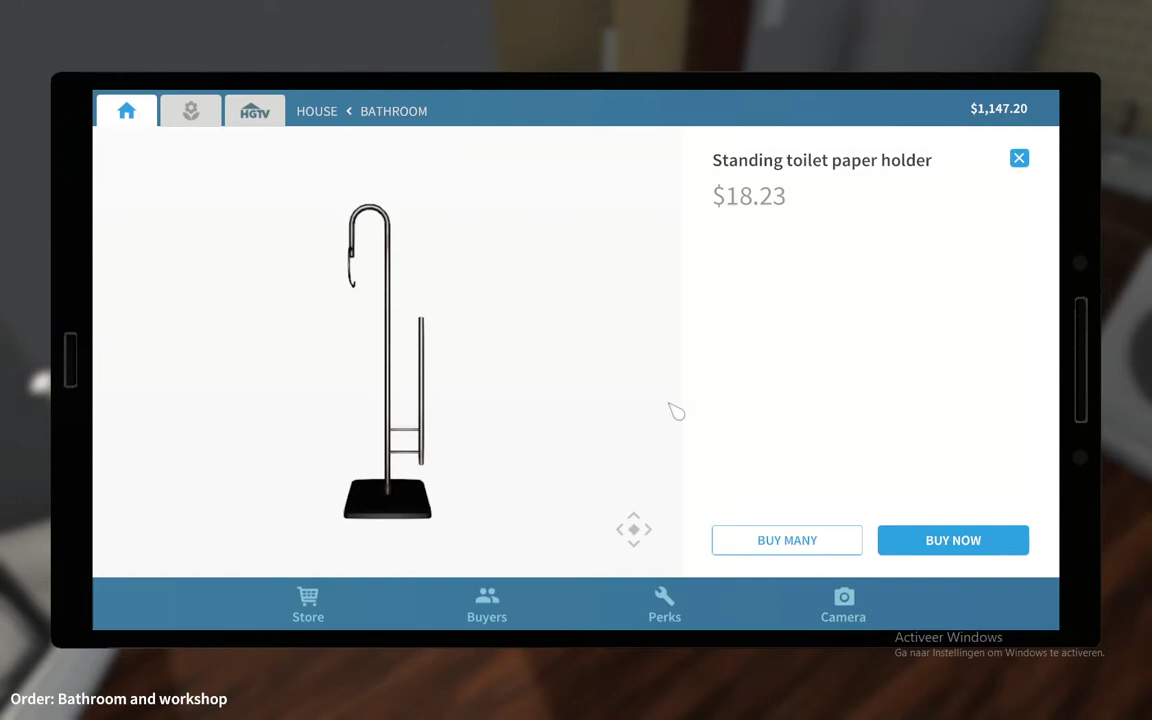 HGTV
HOUSE < BATHROOM
$1,147.20
Standing toilet paper holder
$18.23
BUY MANY
BUY NOW
Store
Buyers
Perks
Camera
Activeer Windows
Ga naar Instellingen om Windows te activeren.
Order: Bathroom and workshop